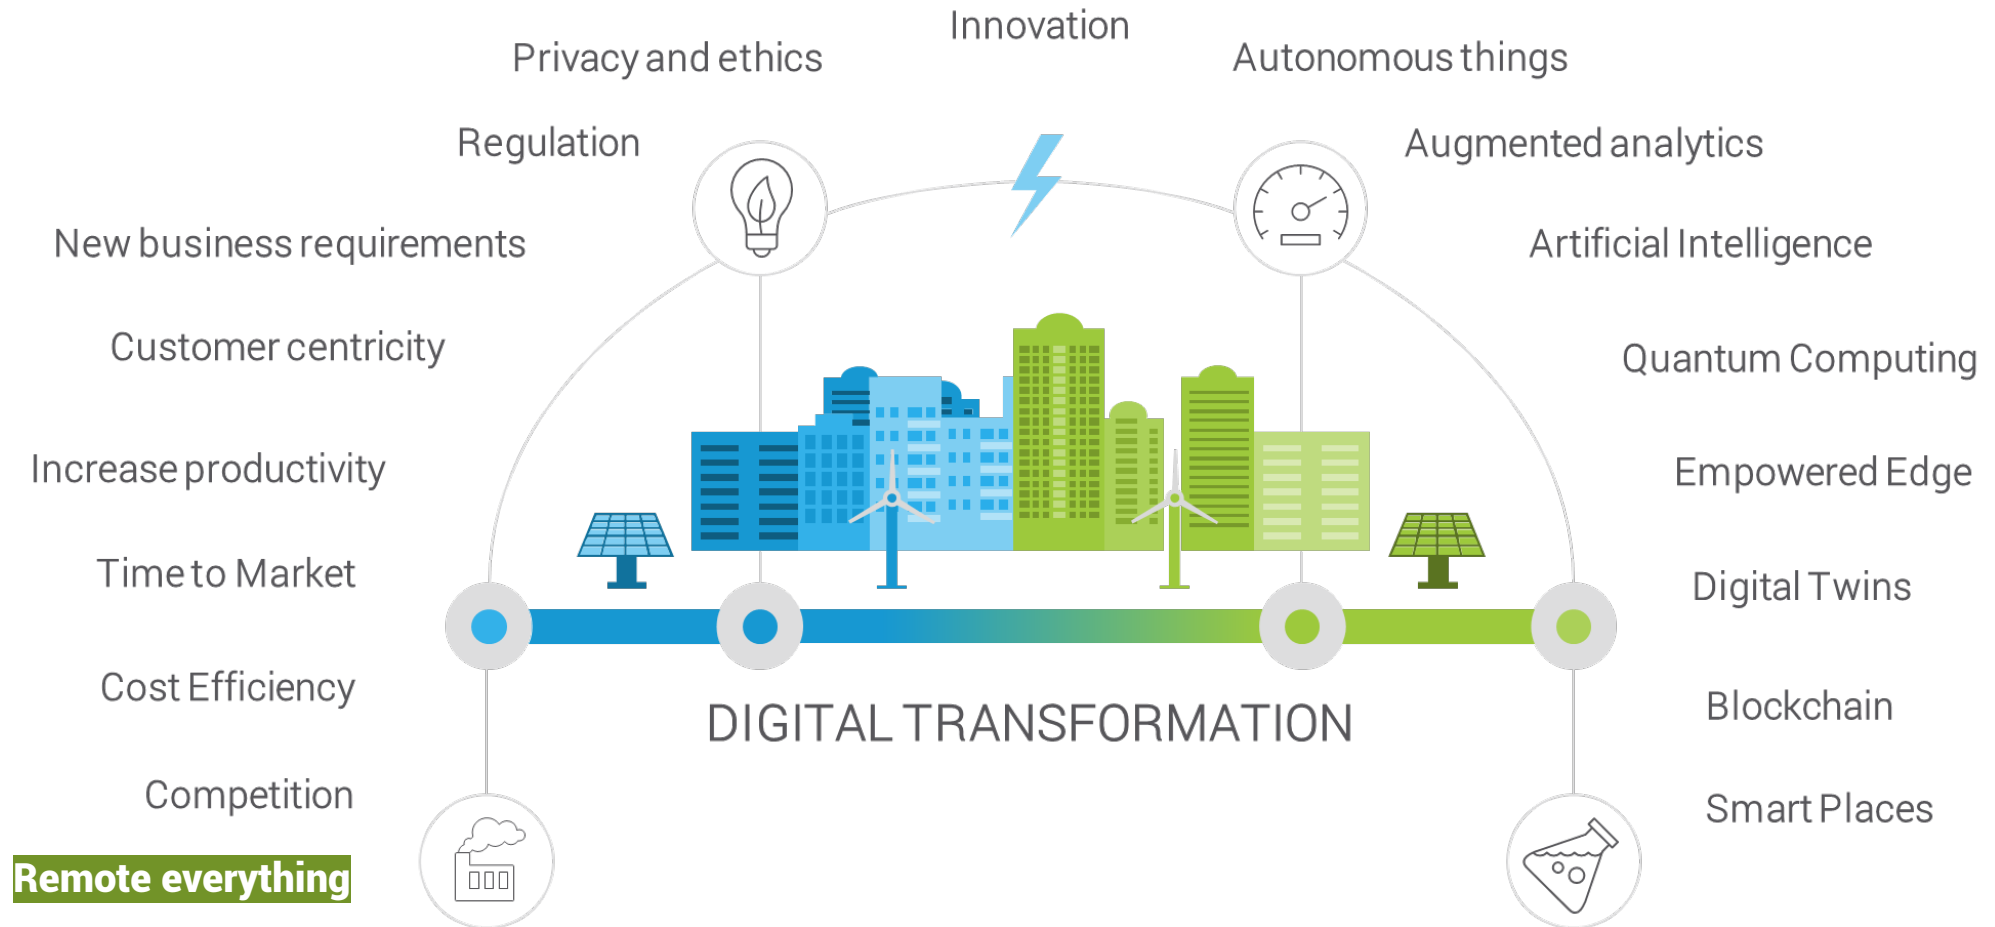 Innovation
Privacy and ethics
Autonomous things
Regulation
Augmented analytics
New business requirements
Artificial Intelligence
Customer centricity
Quantum Computing
Increase productivity
Empowered Edge
Time to Market
Digital Twins
Cost Efficiency
Blockchain
DIGITAL TRANSFORMATION
Competition
Smart Places
Remote everything